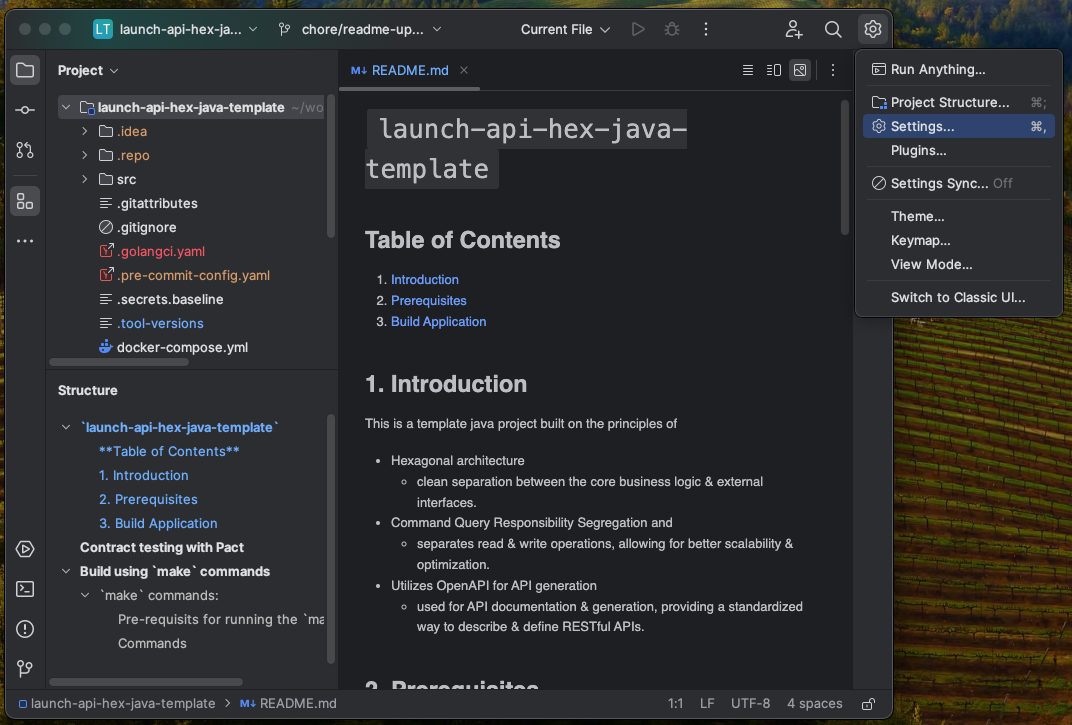 LT launch-api-hex-ja... chore/readme-up... Current File
Project
launch-api-hex-java-template ~/wo
.idea
.repo
src
.gitattributes
.gitignore
.golangci.yaml
.pre-commit-config.yaml
.secrets.baseline
.tool-versions
docker-compose.yml
Structure
`launch-api-hex-java-template`
**Table of Contents**
1. Introduction
2. Prerequisites
3. Build Application
Contract testing with Pact
Build using `make` commands
`make` commands:
Pre-requisits for running the `ma
Commands
M↓ README.md
launch-api-hex-java-
template
Table of Contents
1. Introduction
2. Prerequisites
3. Build Application
1. Introduction
This is a template java project built on the principles of
• Hexagonal architecture
◦ clean separation between the core business logic & external
interfaces.
• Command Query Responsibility Segregation and
◦ separates read & write operations, allowing for better scalability &
optimization.
• Utilizes OpenAPI for API generation
◦ used for API documentation & generation, providing a standardized
way to describe & define RESTful APIs.
2. Prerequisites
Run Anything...
Project Structure... ⌘;
Settings... ⌘,
Plugins...
Settings Sync... Off
Theme...
Keymap...
View Mode...
Switch to Classic UI...
launch-api-hex-java-template > M↓ README.md 1:1 LF UTF-8 4 spaces